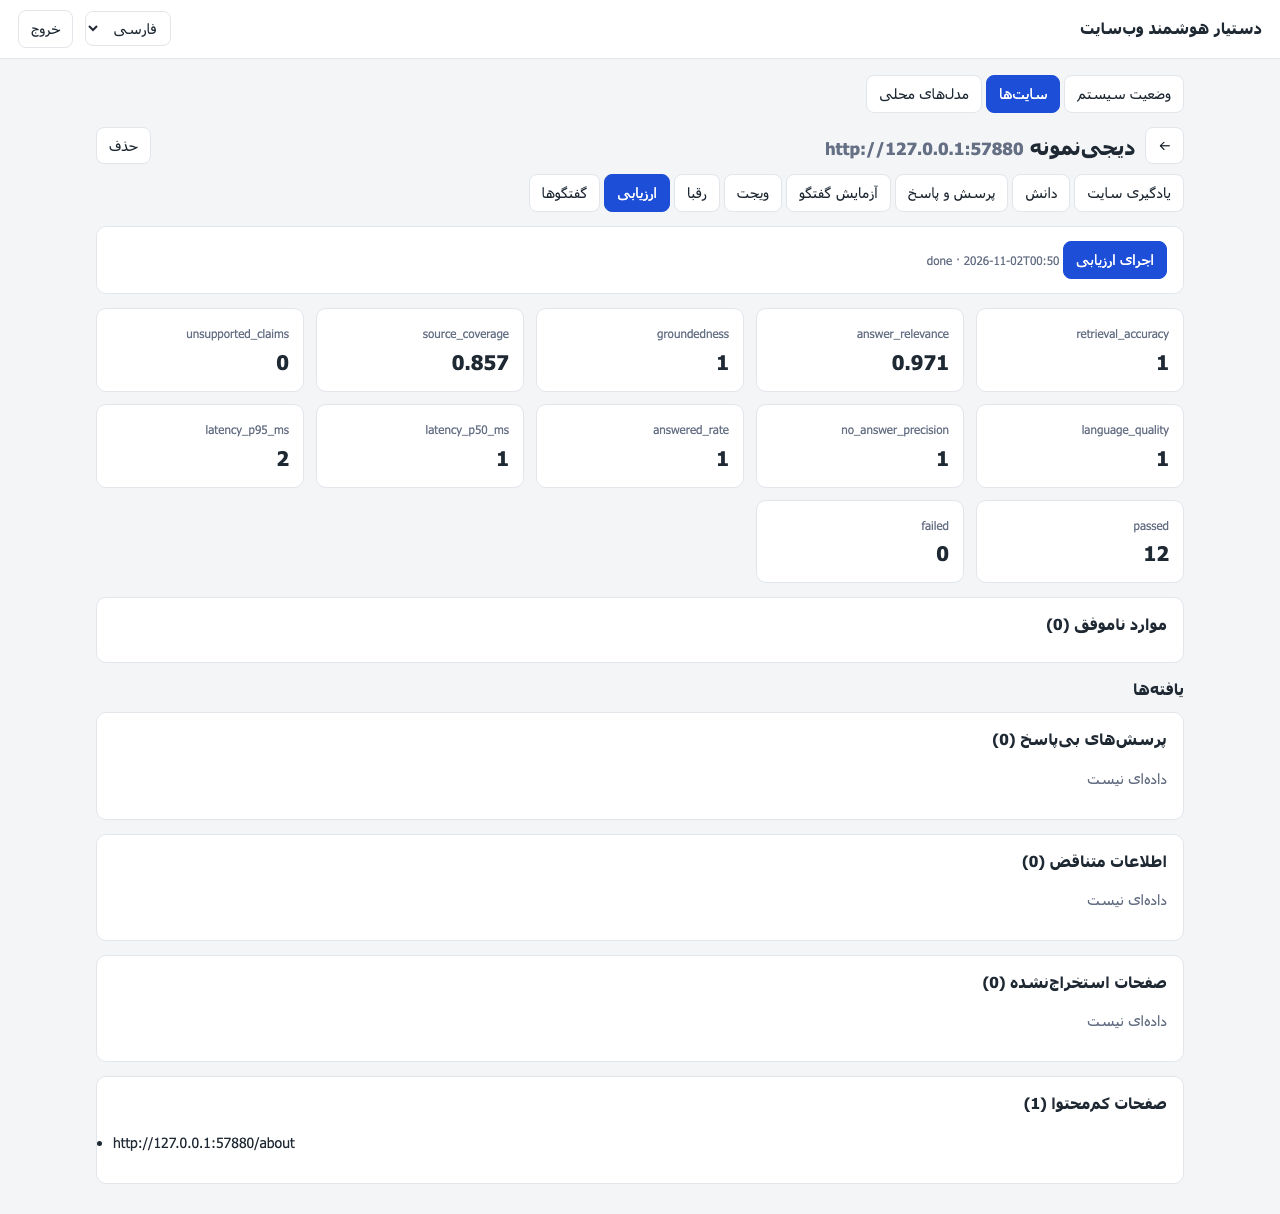 دستیار هوشمند وب‌سایت
فارسی
خروج
وضعیت سیستم
سایت‌ها
مدل‌های محلی
←
دیجی‌نمونه http://127.0.0.1:57880
حذف
یادگیری سایت
دانش
پرسش و پاسخ
آزمایش گفتگو
ویجت
رقبا
ارزیابی
گفتگوها
اجرای ارزیابی
done · 2026-11-02T00:50
retrieval_accuracy
1
answer_relevance
0.971
groundedness
1
source_coverage
0.857
unsupported_claims
0
language_quality
1
no_answer_precision
1
answered_rate
1
latency_p50_ms
1
latency_p95_ms
2
passed
12
failed
0
موارد ناموفق (0)
یافته‌ها
پرسش‌های بی‌پاسخ (0)
داده‌ای نیست
اطلاعات متناقض (0)
داده‌ای نیست
صفحات استخراج‌نشده (0)
داده‌ای نیست
صفحات کم‌محتوا (1)
• http://127.0.0.1:57880/about